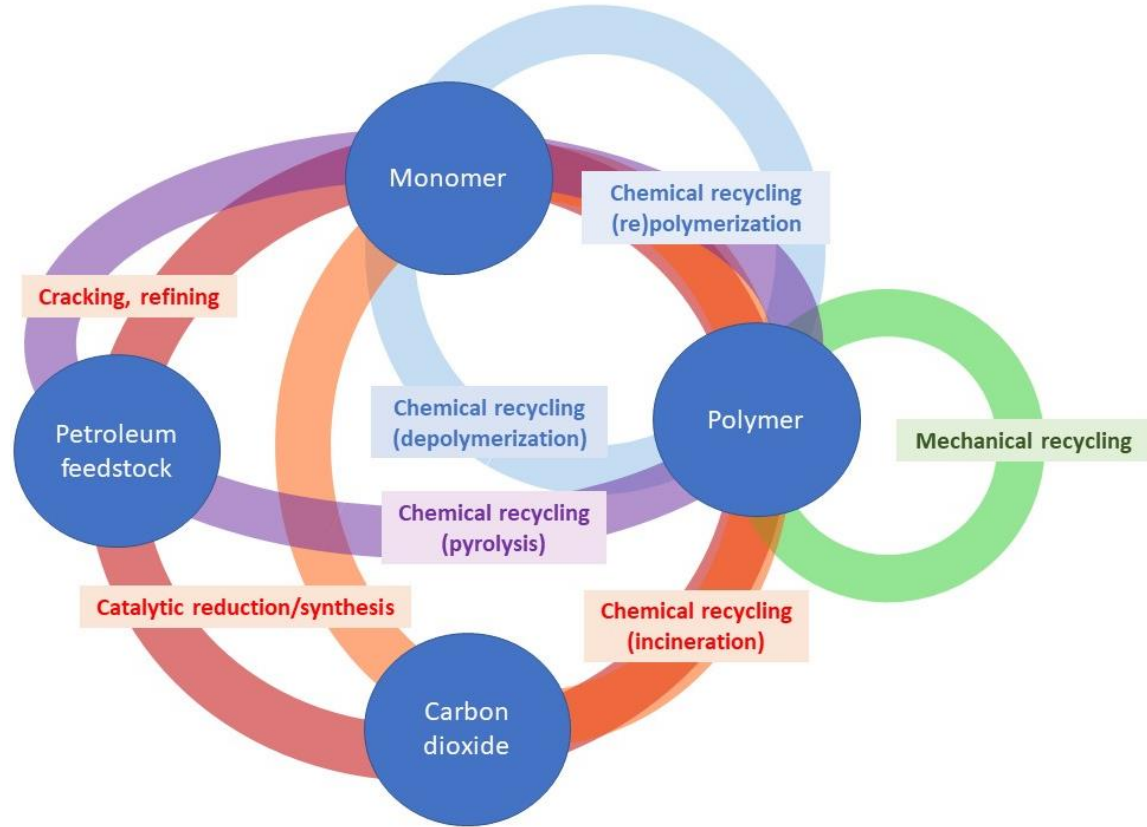 Monomer
Chemical recycling
(re)polymerization
Cracking, refining
Petroleum
feedstock
Chemical recycling
(depolymerization)
Polymer
Mechanical recycling
Chemical recycling
(pyrolysis)
Catalytic reduction/synthesis
Chemical recycling
(incineration)
Carbon
dioxide